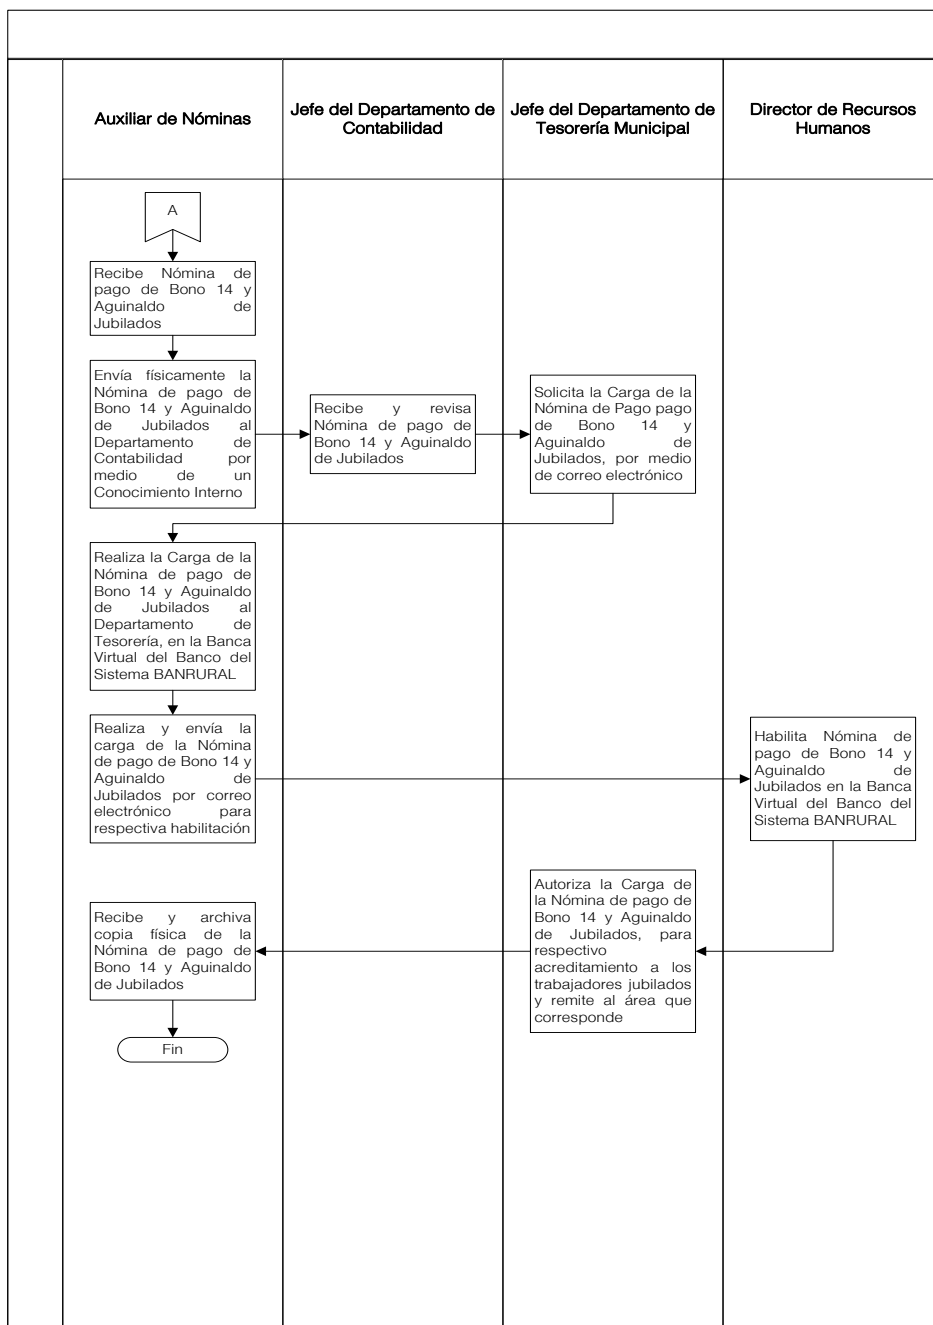 Auxiliar de Nóminas
Jefe del Departamento de
Contabilidad
Jefe del Departamento de
Tesorería Municipal
Director de Recursos
Humanos
A
Recibe Nómina de
pago de Bono 14 y
Aguinaldo de
Jubilados
Envía físicamente la
Nómina de pago de
Bono 14 y Aguinaldo
de Jubilados al
Departamento de
Contabilidad por
medio de un
Conocimiento Interno
Recibe y revisa
Nómina de pago de
Bono 14 y Aguinaldo
de Jubilados
Solicita la Carga de la
Nómina de Pago pago
de Bono 14 y
Aguinaldo de
Jubilados, por medio
de correo electrónico
Realiza la Carga de la
Nómina de pago de
Bono 14 y Aguinaldo
de Jubilados al
Departamento de
Tesorería, en la Banca
Virtual del Banco del
Sistema BANRURAL
Realiza y envía la
carga de la Nómina
de pago de Bono 14 y
Aguinaldo de
Jubilados por correo
electrónico para
respectiva habilitación
Habilita Nómina de
pago de Bono 14 y
Aguinaldo de
Jubilados en la Banca
Virtual del Banco del
Sistema BANRURAL
Autoriza la Carga de
la Nómina de pago de
Bono 14 y Aguinaldo
de Jubilados, para
respectivo
acreditamiento a los
trabajadores jubilados
y remite al área que
corresponde
Recibe y archiva
copia física de la
Nómina de pago de
Bono 14 y Aguinaldo
de Jubilados
Fin